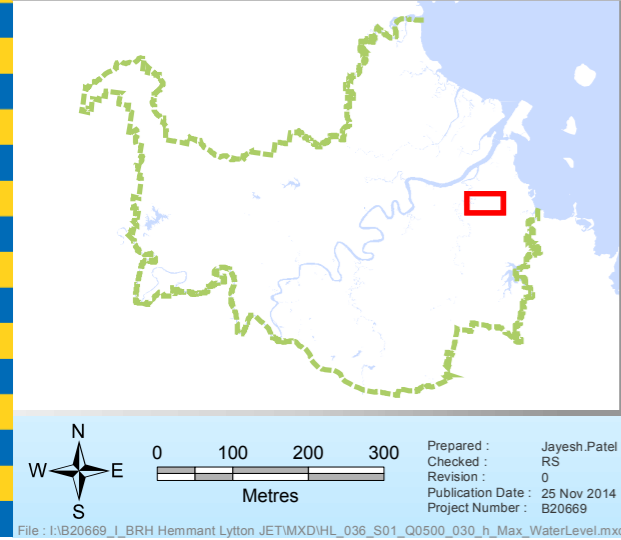 N
W E
S
0 100 200 300
Metres
Prepared : Jayesh.Patel
Checked : RS
Revision : 0
Publication Date : 25 Nov 2014
Project Number : B20669
File : I:\B20669_I_BRH Hemmant Lytton JET\MXD\HL_036_S01_Q0500_030_h_Max_WaterLevel.mxd